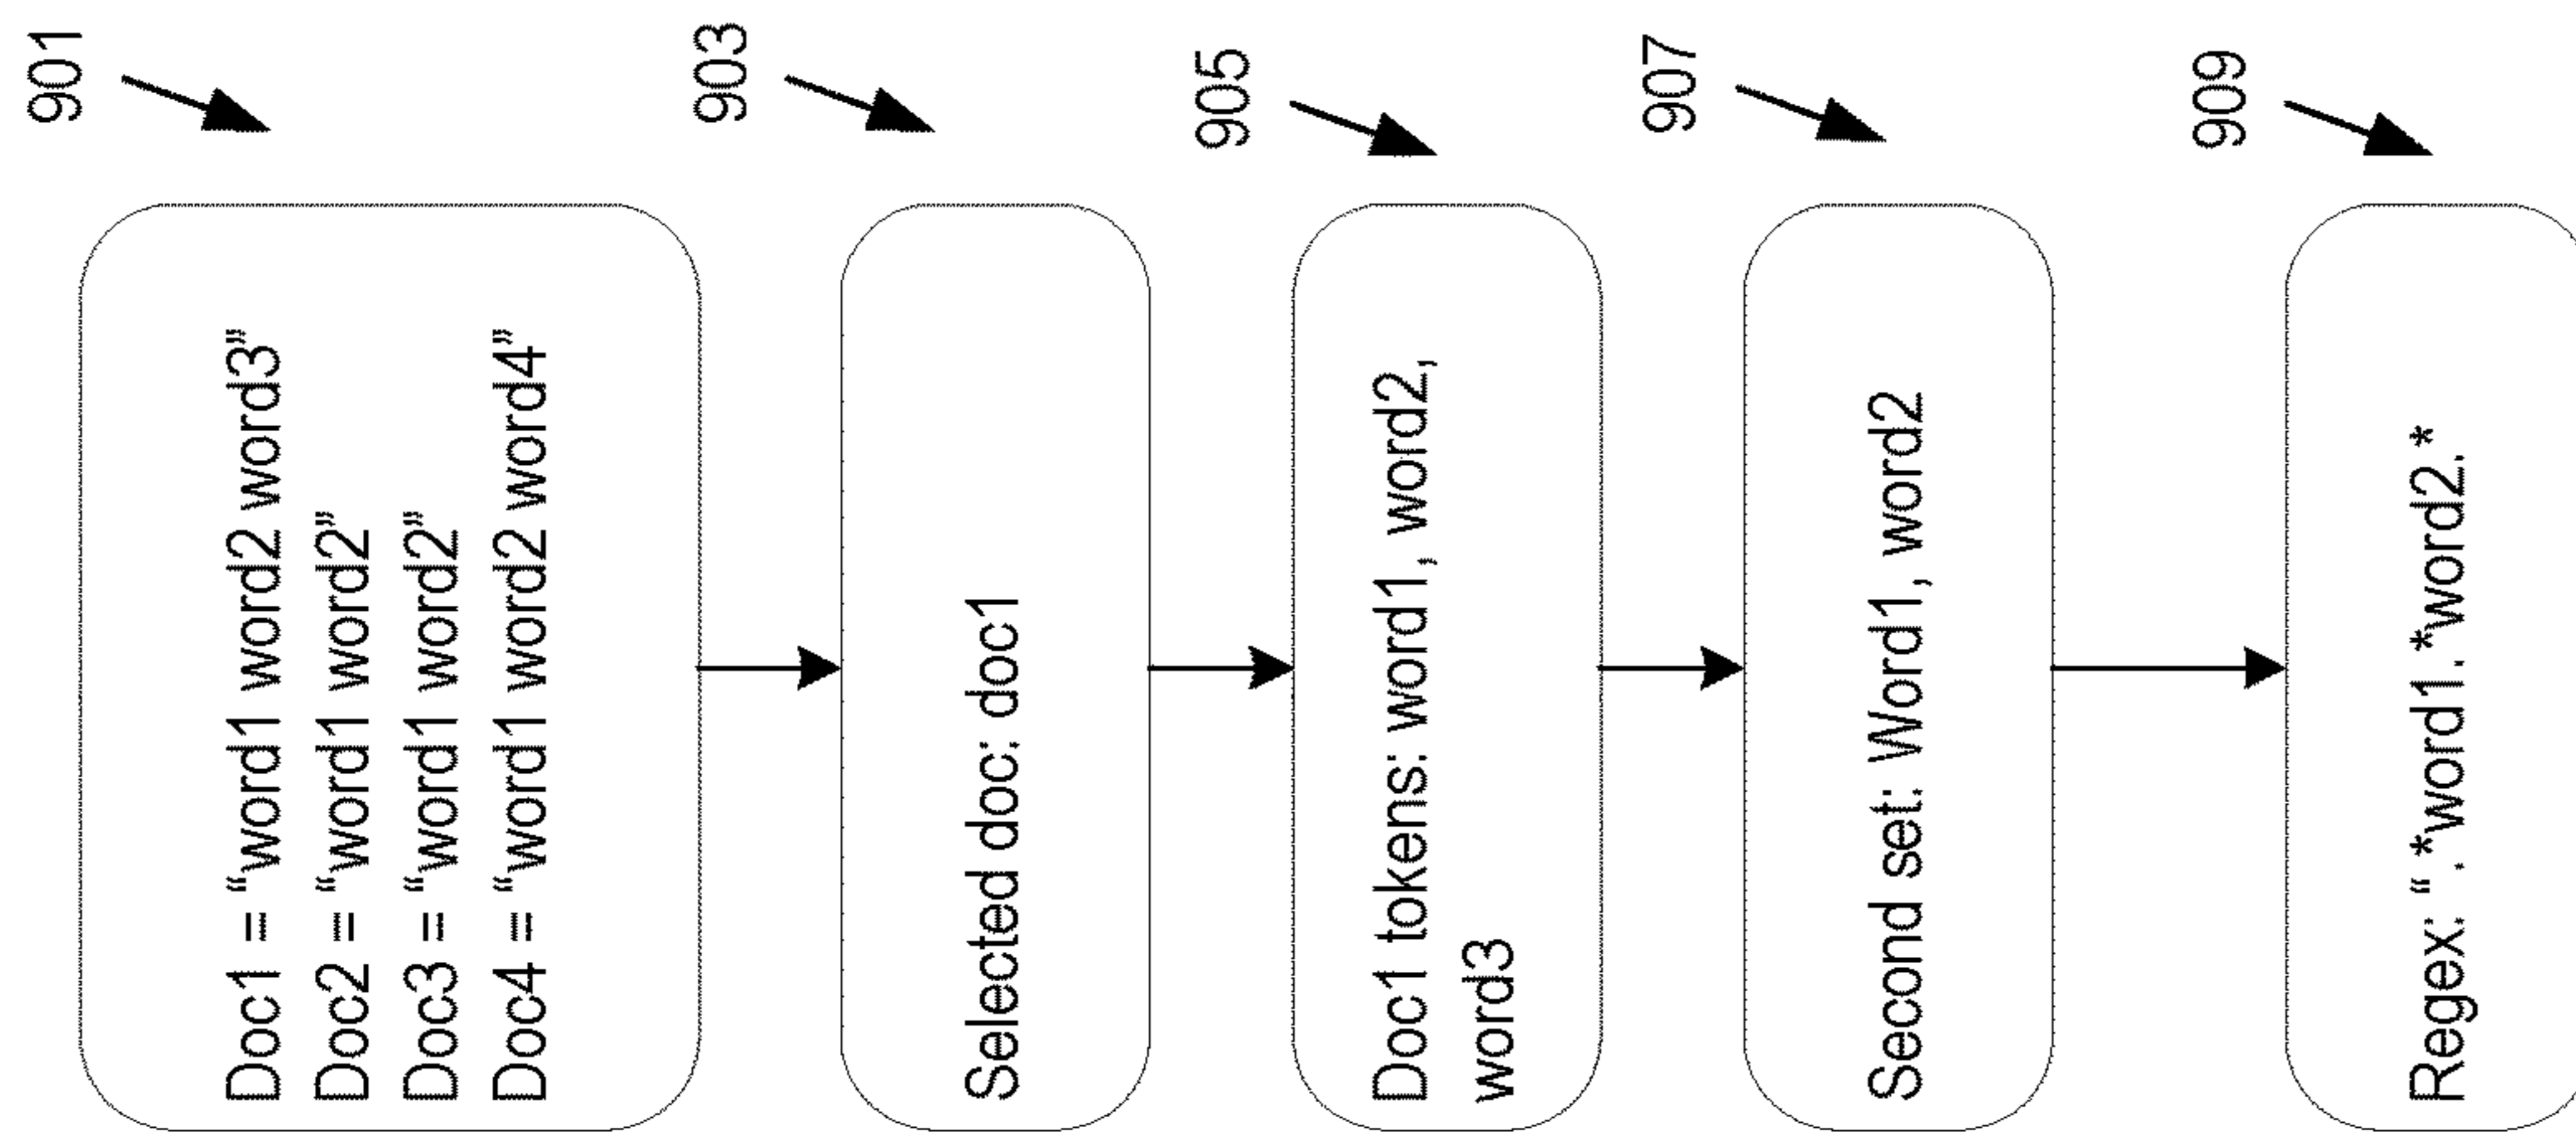 901
Doc1 = “word1 word2 word3”
Doc2 = “word1 word2”
Doc3 = “word1 word2”
Doc4 = “word1 word2 word4”
903
Selected doc: doc1
905
Doc1 tokens: word1, word2,
word3
907
Second set: Word1, word2
909
Regex: “.*word1.*word2.*